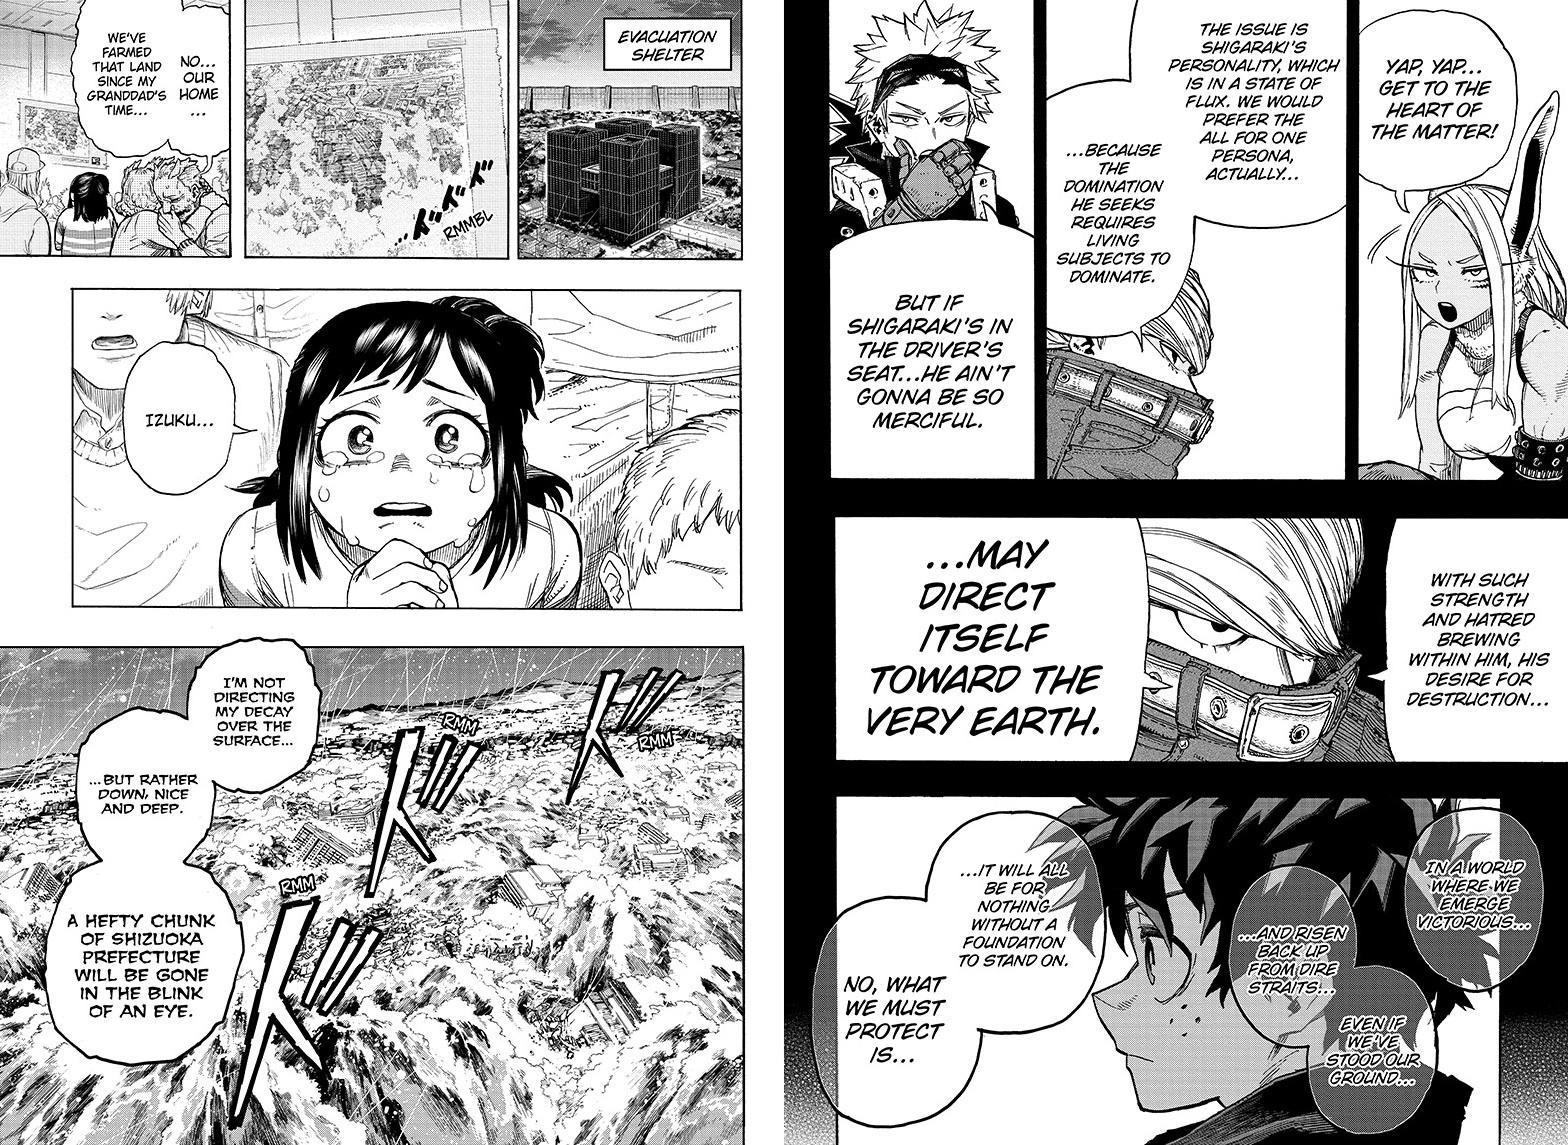 YAP, YAP...
GET TO THE
HEART OF
THE MATTER!
THE ISSUE IS
SHIGARAKI'S
PERSONALITY, WHICH
IS IN A STATE OF
FLUX. WE WOULD
PREFER THE
ALL FOR ONE
PERSONA,
ACTUALLY...
...BECAUSE
THE
DOMINATION
HE SEEKS
REQUIRES
LIVING
SUBJECTS TO
DOMINATE.
BUT IF
SHIGARAKI'S IN
THE DRIVER'S
SEAT...HE AIN'T
GONNA BE SO
MERCIFUL.
WITH SUCH
STRENGTH
AND HATRED
BREWING
WITHIN HIM, HIS
DESIRE FOR
DESTRUCTION...
...MAY
DIRECT
ITSELF
TOWARD THE
VERY EARTH.
IN A WORLD
WHERE WE
EMERGE
VICTORIOUS...
...AND RISEN
BACK UP
FROM DIRE
STRAITS...
EVEN IF
WE'VE
STOOD OUR
GROUND...
...IT WILL ALL
BE FOR
NOTHING
WITHOUT A
FOUNDATION
TO STAND ON.
NO, WHAT
WE MUST
PROTECT
IS...
EVACUATION
SHELTER
ドドド...
RMMBL
NO...
OUR
HOME
...
WE'VE
FARMED
THAT LAND
SINCE MY
GRANDDAD'S
TIME...
IZUKU...
I'M NOT
DIRECTING
MY DECAY
OVER THE
SURFACE...
...BUT RATHER
DOWN, NICE
AND DEEP.
A HEFTY CHUNK
OF SHIZUOKA
PREFECTURE
WILL BE GONE
IN THE BLINK
OF AN EYE.
ド
RMM
ド
RMM
ド
RMM